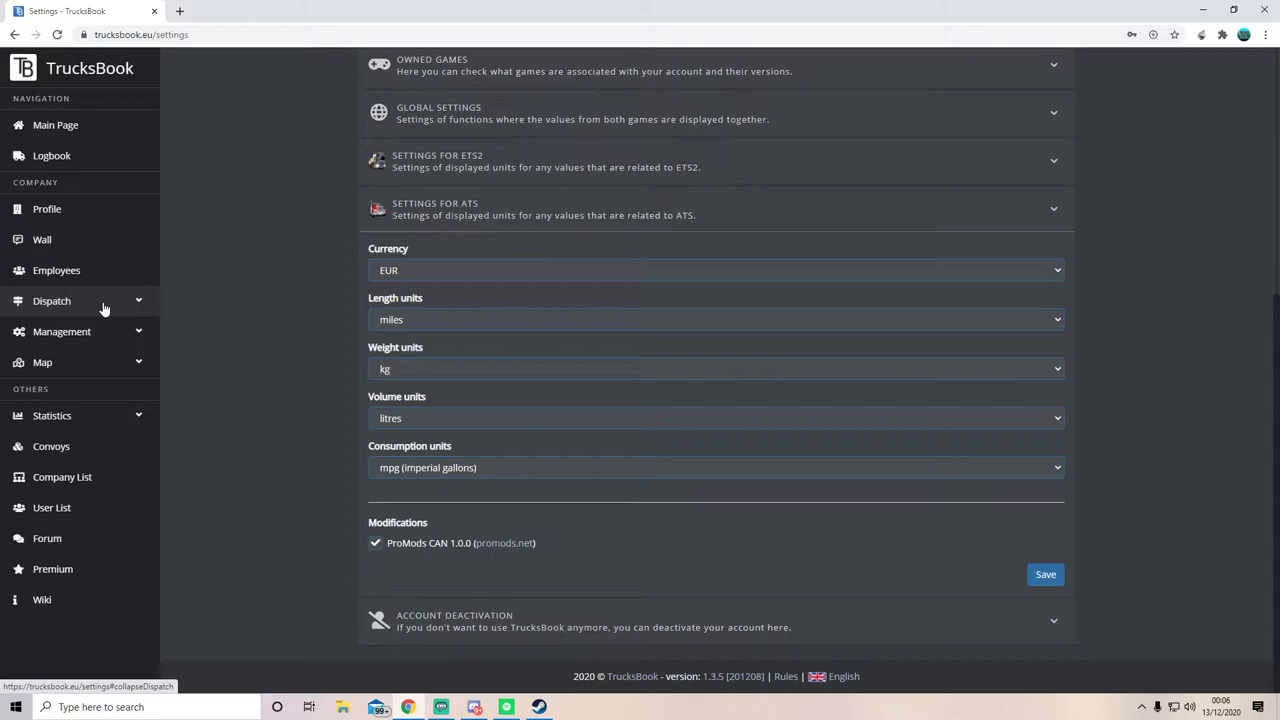 Settings - TrucksBook
trucksbook.eu/settings
TB TrucksBook
NAVIGATION
Main Page
Logbook
COMPANY
Profile
Wall
Employees
Dispatch
Management
Map
OTHERS
Statistics
Convoys
Company List
User List
Forum
Premium
Wiki
OWNED GAMES
Here you can check what games are associated with your account and their versions.
GLOBAL SETTINGS
Settings of functions where the values from both games are displayed together.
SETTINGS FOR ETS2
Settings of displayed units for any values that are related to ETS2.
SETTINGS FOR ATS
Settings of displayed units for any values that are related to ATS.
Currency
EUR
Length units
miles
Weight units
kg
Volume units
litres
Consumption units
mpg (imperial gallons)
Modifications
ProMods CAN 1.0.0 (promods.net)
Save
ACCOUNT DEACTIVATION
If you don't want to use TrucksBook anymore, you can deactivate your account here.
2020 © TrucksBook - version: 1.3.5 [201208] | Rules | English
https://trucksbook.eu/settings#collapseDispatch
Type here to search
99+
00:06
13/12/2020